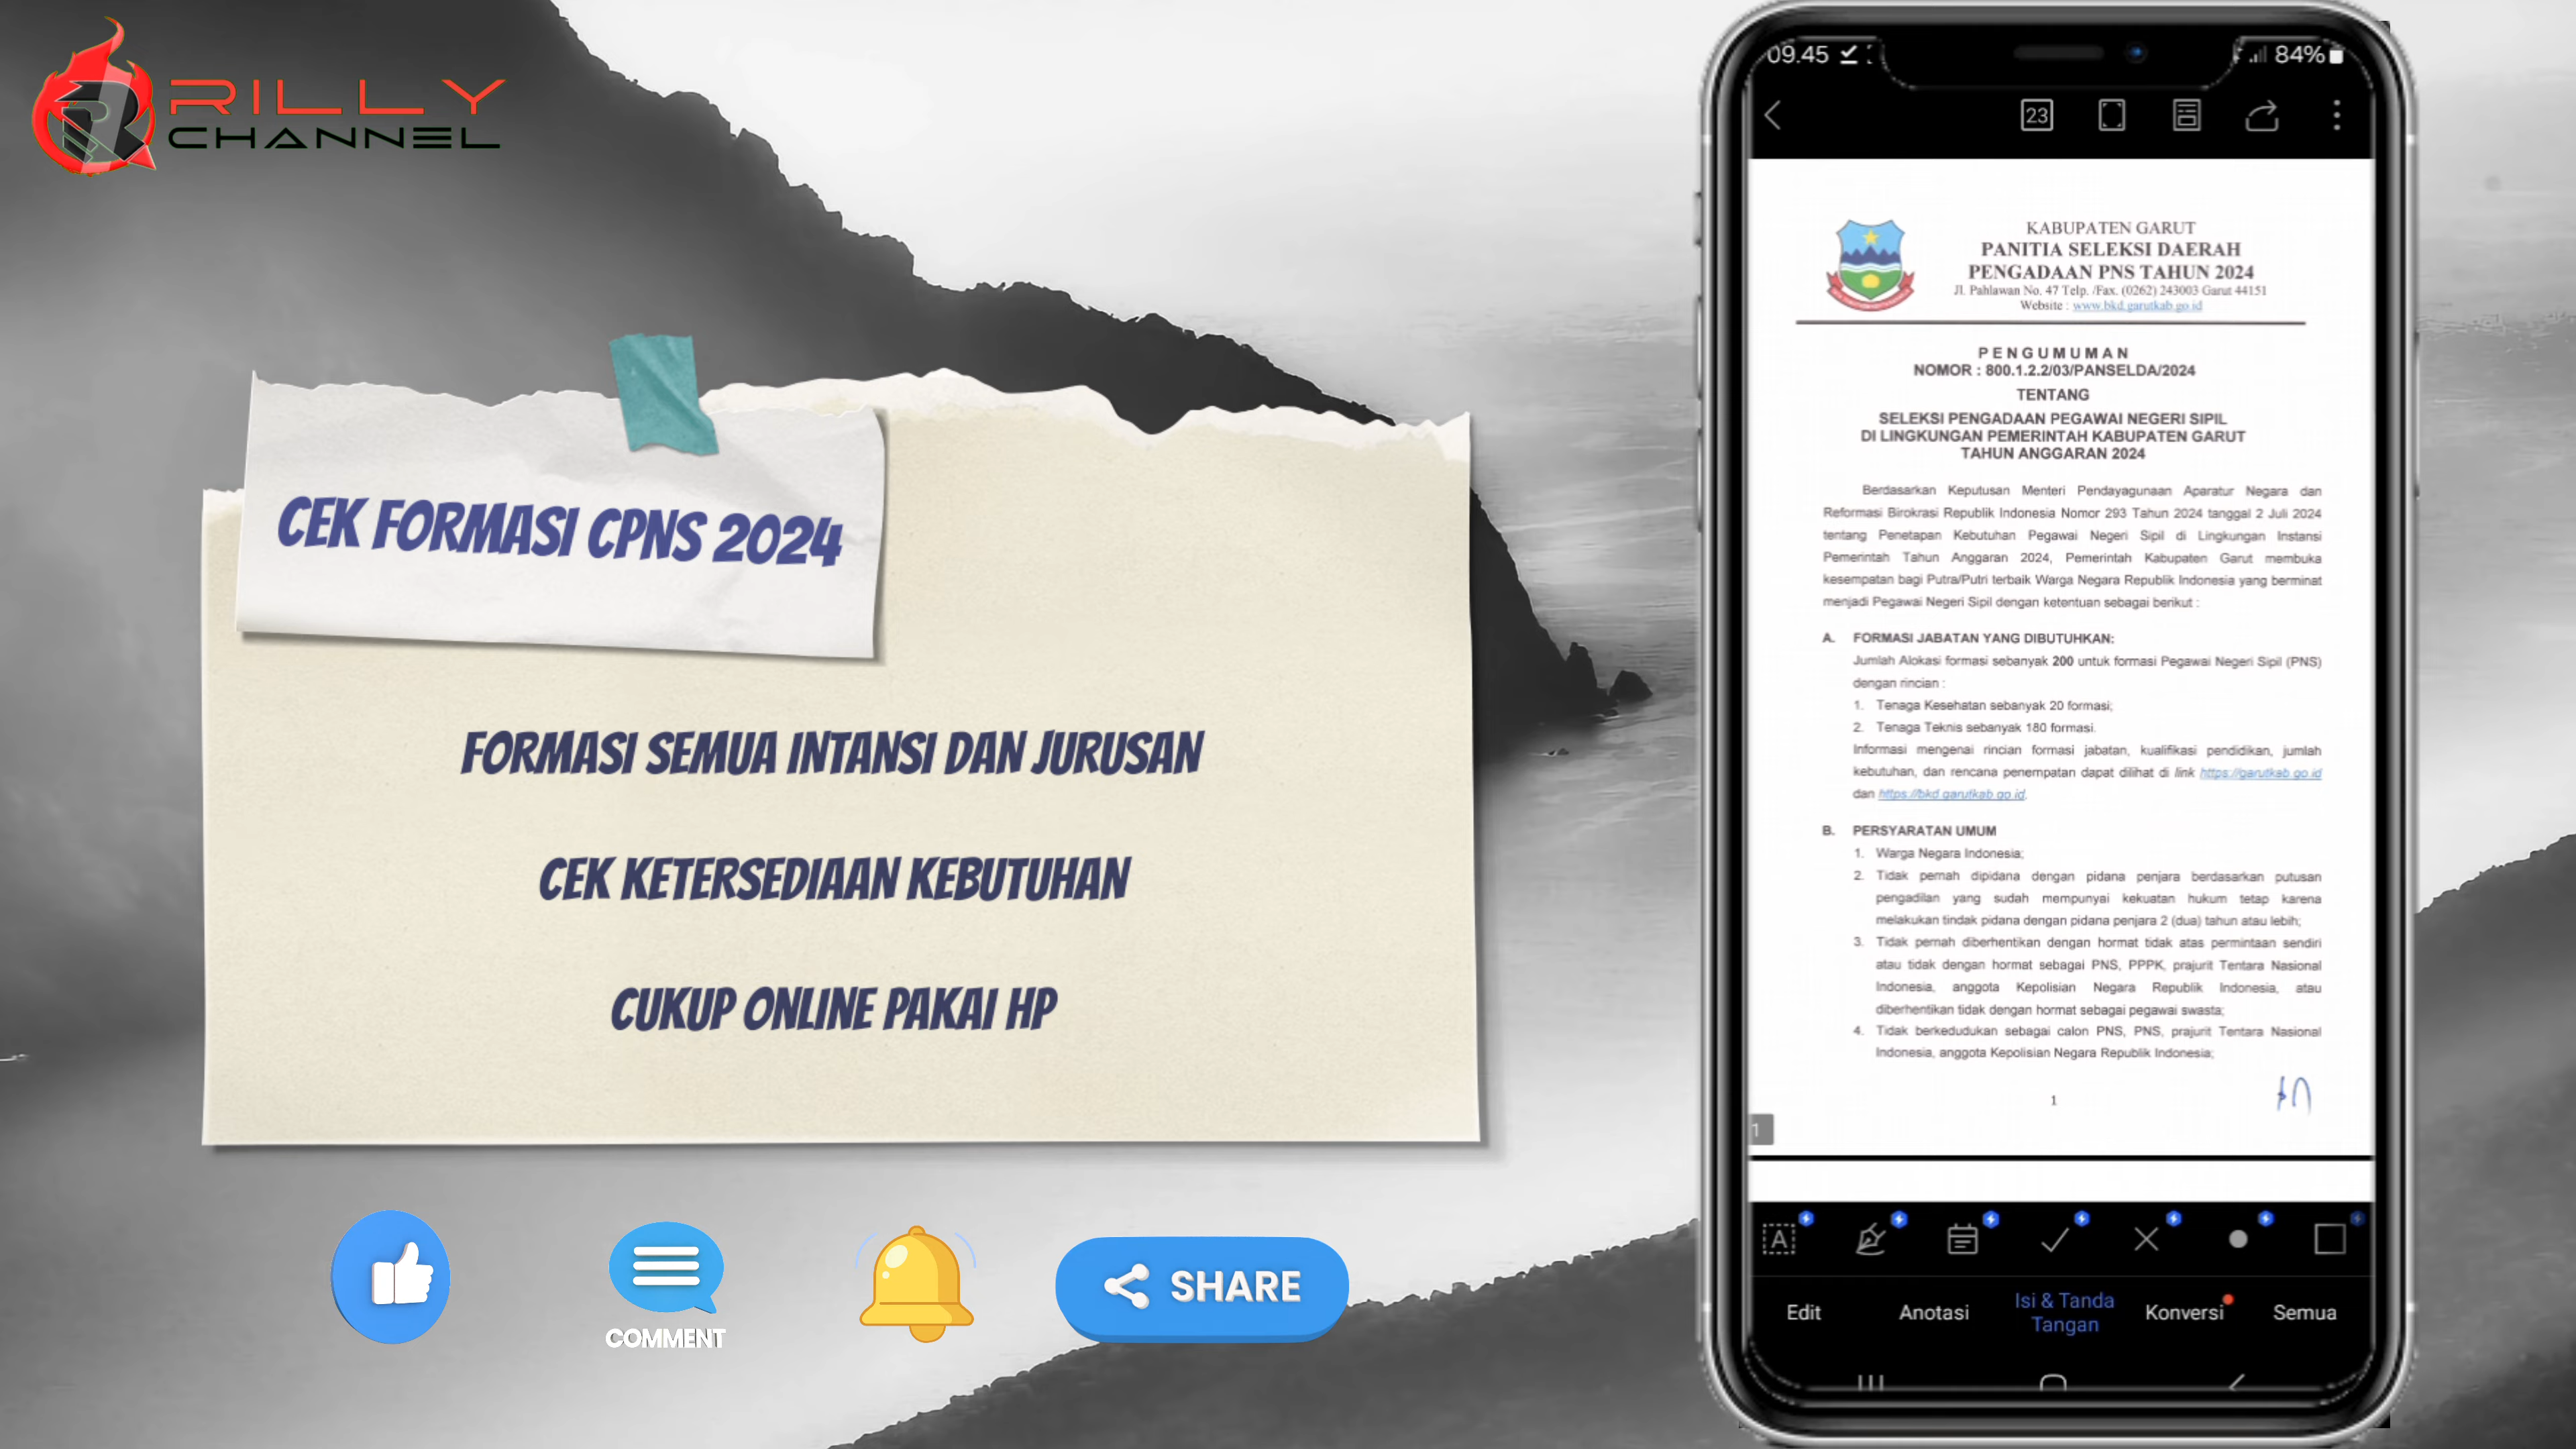 RILLY
CHANNEL
CEK FORMASI CPNS 2024
FORMASI SEMUA INTANSI DAN JURUSAN
CEK KETERSEDIAAN KEBUTUHAN
CUKUP ONLINE PAKAI HP
COMMENT
SHARE
09.45
84%
23
KABUPATEN GARUT
PANITIA SELEKSI DAERAH
PENGADAAN PNS TAHUN 2024
Jl. Pahlawan No. 47 Telp. /Fax. (0262) 243003 Garut 44151
Website : www.bkd.garutkab.go.id
PENGUMUMAN
NOMOR : 800.1.2.2/03/PANSELDA/2024
TENTANG
SELEKSI PENGADAAN PEGAWAI NEGERI SIPIL
DI LINGKUNGAN PEMERINTAH KABUPATEN GARUT
TAHUN ANGGARAN 2024
Berdasarkan Keputusan Menteri Pendayagunaan Aparatur Negara dan
Reformasi Birokrasi Republik Indonesia Nomor 293 Tahun 2024 tanggal 2 Juli 2024
tentang Penetapan Kebutuhan Pegawai Negeri Sipil di Lingkungan Instansi
Pemerintah Tahun Anggaran 2024, Pemerintah Kabupaten Garut membuka
kesempatan bagi Putra/Putri terbaik Warga Negara Republik Indonesia yang berminat
menjadi Pegawai Negeri Sipil dengan ketentuan sebagai berikut :
A. FORMASI JABATAN YANG DIBUTUHKAN:
Jumlah Alokasi formasi sebanyak 200 untuk formasi Pegawai Negeri Sipil (PNS)
dengan rincian :
1. Tenaga Kesehatan sebanyak 20 formasi;
2. Tenaga Teknis sebanyak 180 formasi.
Informasi mengenai rincian formasi jabatan, kualifikasi pendidikan, jumlah
kebutuhan, dan rencana penempatan dapat dilihat di link https://garutkab.go.id
dan https://bkd.garutkab.go.id.
B. PERSYARATAN UMUM
1. Warga Negara Indonesia;
2. Tidak pernah dipidana dengan pidana penjara berdasarkan putusan
pengadilan yang sudah mempunyai kekuatan hukum tetap karena
melakukan tindak pidana dengan pidana penjara 2 (dua) tahun atau lebih;
3. Tidak pernah diberhentikan dengan hormat tidak atas permintaan sendiri
atau tidak dengan hormat sebagai PNS, PPPK, prajurit Tentara Nasional
Indonesia, anggota Kepolisian Negara Republik Indonesia, atau
diberhentikan tidak dengan hormat sebagai pegawai swasta;
4. Tidak berkedudukan sebagai calon PNS, PNS, prajurit Tentara Nasional
Indonesia, anggota Kepolisian Negara Republik Indonesia;
1
1
A
Edit
Anotasi
Isi & Tanda
Tangan
Konversi
Semua